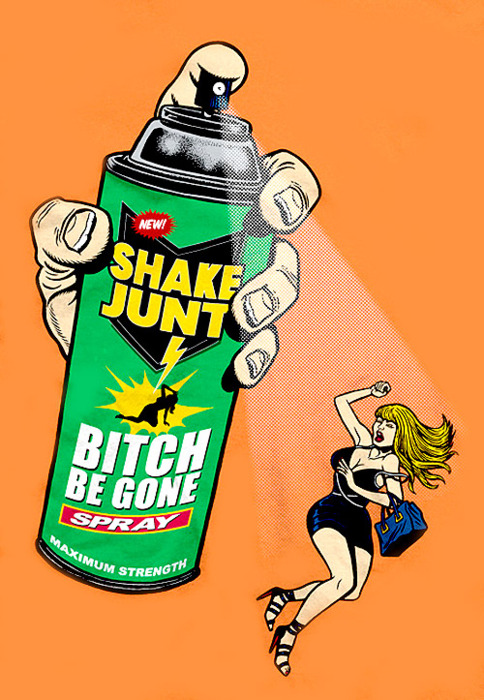 NEW!
SHAKE
JUNT
BITCH
BE GONE
SPRAY
MAXIMUM STRENGTH